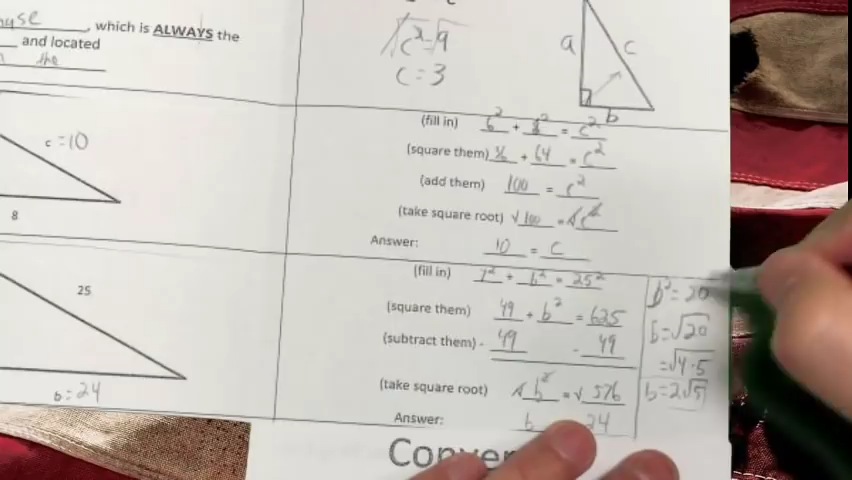 , which is ALWAYS the
and located
the
√c² = √9
c = 3
a
c
b
c = 10
8
(fill in) 6² + 8² = c²
(square them) 36 + 64 = c²
(add them) 100 = c²
(take square root) √100 = √c²
Answer: 10 = c
25
b = 24
(fill in) 7² + b² = 25²
(square them) 49 + b² = 625
(subtract them) - 49 - 49
(take square root) √b² = √576
Answer: b 24
b² = 20
b = √20
= √4·5
b = 2√5